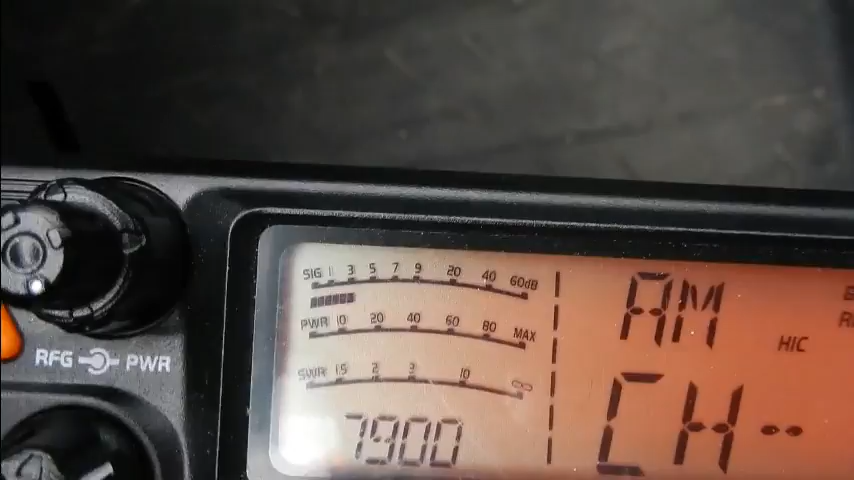 SIG 1 3 5 7 9 20 40 60dB
PWR 10 20 40 60 80 MAX
SWR 1.5 2 3 10 ∞
7900
AM
HIC
CH--
RFG PWR